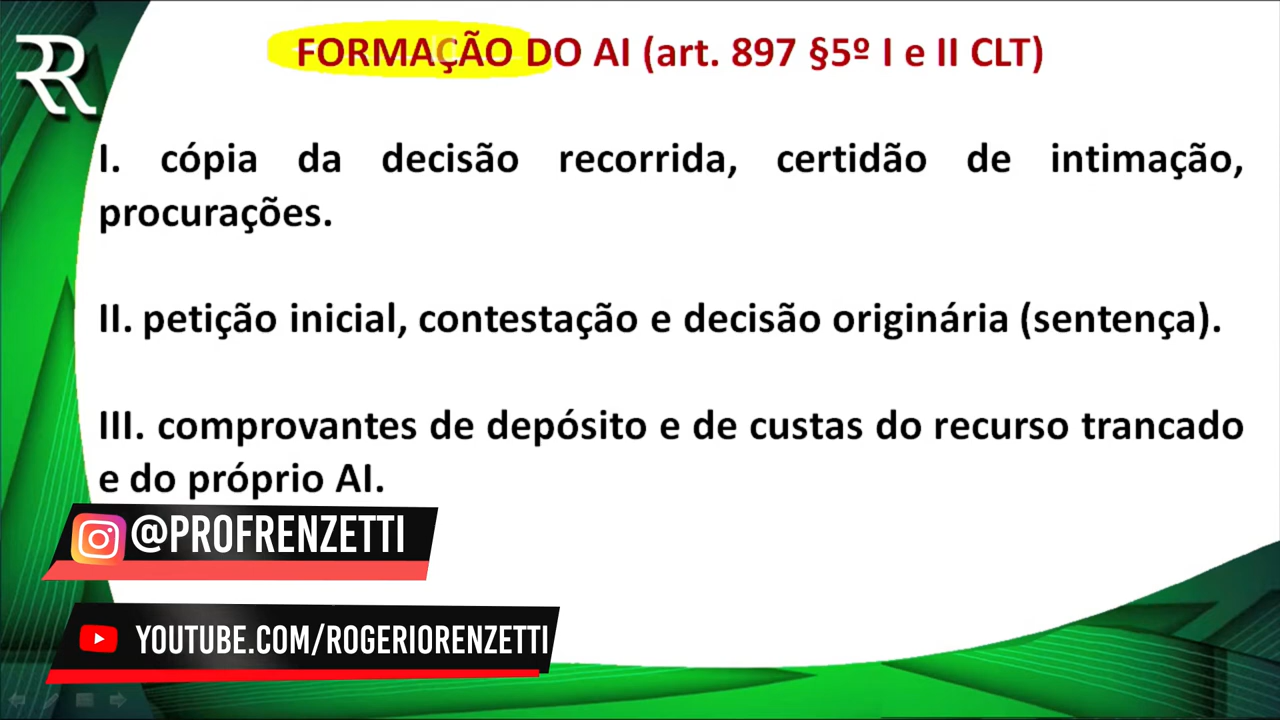 FORMAÇÃO DO AI (art. 897 §5º I e II CLT)
I. cópia da decisão recorrida, certidão de intimação,
procurações.
II. petição inicial, contestação e decisão originária (sentença).
III. comprovantes de depósito e de custas do recurso trancado
e do próprio AI.
@PROFRENZETTI
YOUTUBE.COM/ROGERIORENZETTI